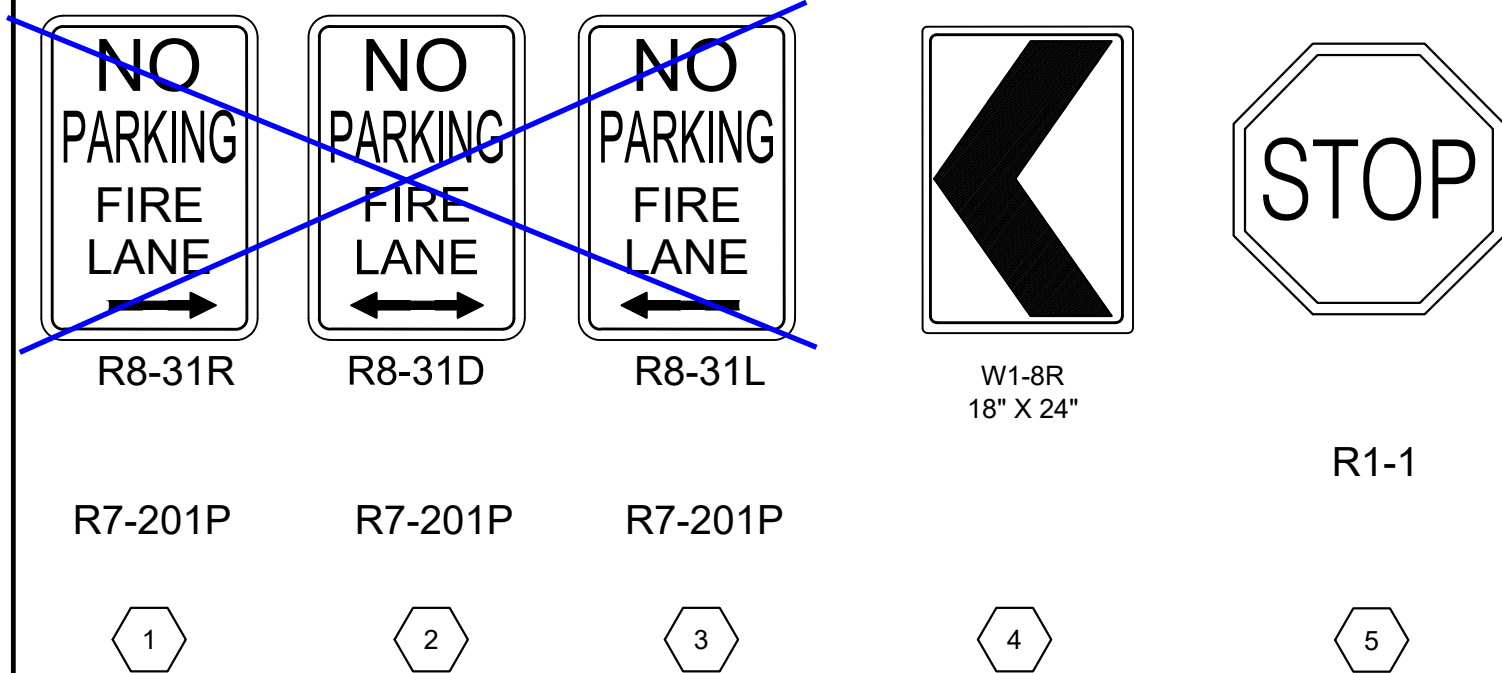 NO
PARKING
FIRE
LANE
NO
PARKING
FIRE
LANE
NO
PARKING
FIRE
LANE
STOP
R8-31R
R8-31D
R8-31L
W1-8R
18" X 24"
R1-1
R7-201P
R7-201P
R7-201P
1
2
3
4
5